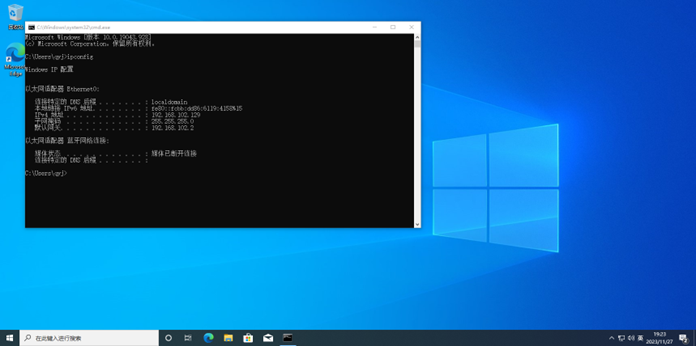 回收站
Microsoft Edge
C:\Windows\system32\cmd.exe
Microsoft Windows [版本 10.0.19043.928]
(c) Microsoft Corporation。保留所有权利。
C:\Users\grj>ipconfig
Windows IP 配置
以太网适配器 Ethernet0:
连接特定的 DNS 后缀 . . . . . . . : localdomain
本地链接 IPv6 地址. . . . . . . . :
IPv4 地址 . . . . . . . . . . . . : 192.168.102.129
子网掩码 . . . . . . . . . . . . : 255.255.255.0
默认网关. . . . . . . . . . . . . : 192.168.102.2
以太网适配器 蓝牙网络连接:
媒体状态 . . . . . . . . . . . . : 媒体已断开连接
连接特定的 DNS 后缀 . . . . . . . :
C:\Users\grj>
在此键入进行搜索
英
19:23
2023/11/27